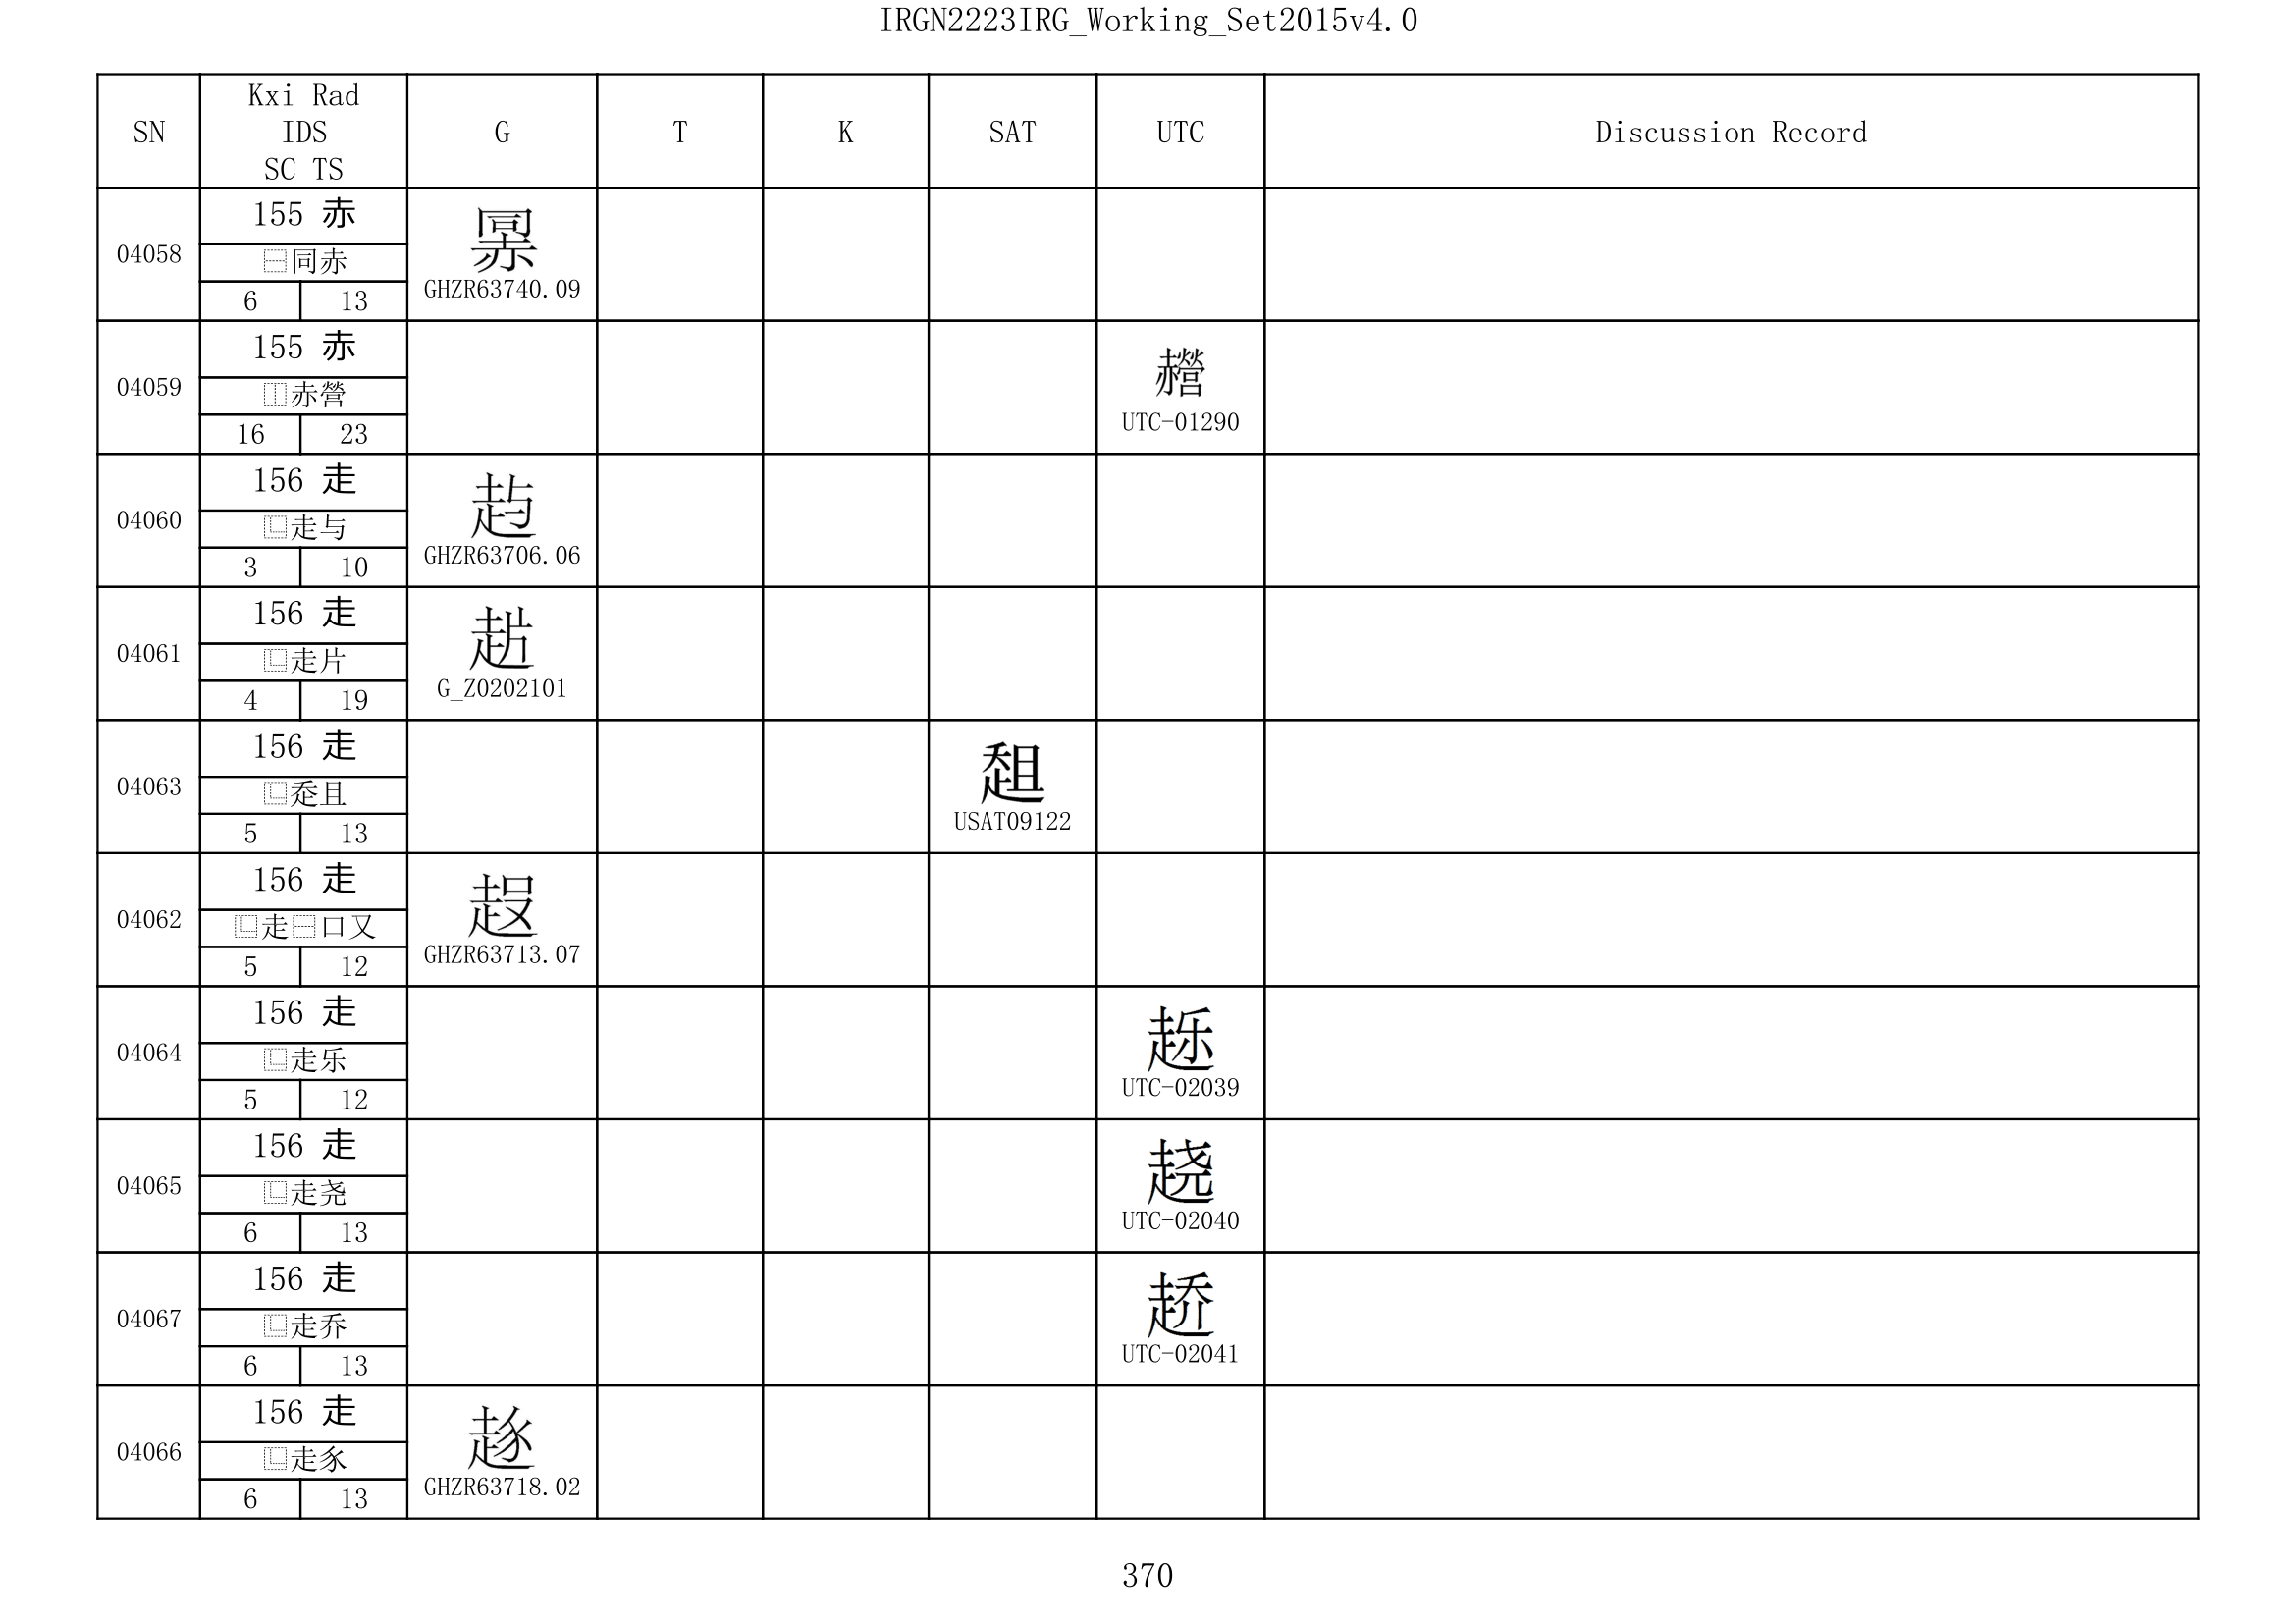 IRGN2223IRG_Working_Set2015v4.0
SN Kxi Rad IDS SC TS G T K SAT UTC Discussion Record
04058
155 赤
⿱同赤
6 13
GHZR63740.09
04059
155 赤
⿰赤營
16 23
UTC-01290
04060
156 走
⿺走与
3 10
GHZR63706.06
04061
156 走
⿺走片
4 19
G_Z0202101
04063
156 走
⿺赱且
5 13
USAT09122
04062
156 走
⿺走⿱口又
5 12
GHZR63713.07
04064
156 走
⿺走乐
5 12
UTC-02039
04065
156 走
⿺走尧
6 13
UTC-02040
04067
156 走
⿺走乔
6 13
UTC-02041
04066
156 走
⿺走豕
6 13
GHZR63718.02
370